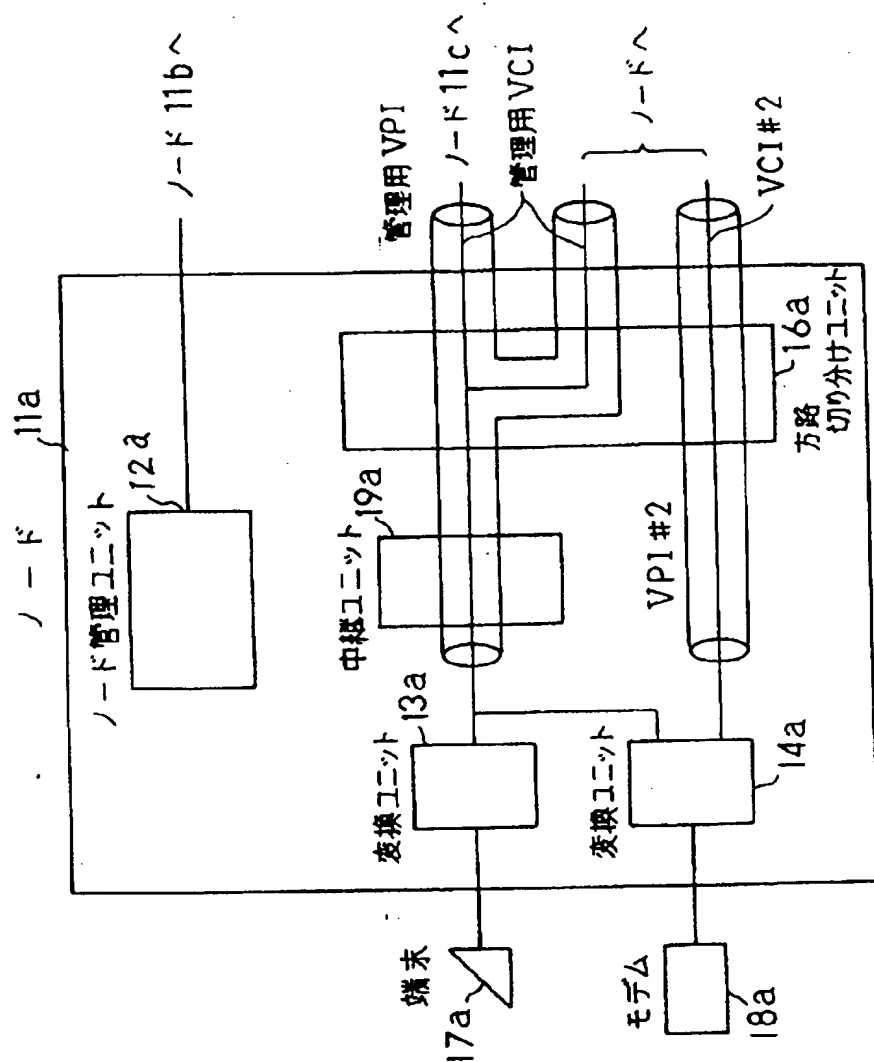 ノード
11a
ノード管理ユニット
12a
ノード 11bへ
管理用VPI
ノード11cへ
管理用VCI
ノードへ
VCI#2
中継ユニット
19a
16a
方路
切り分けユニット
VPI#2
変換ユニット
13a
変換ユニット
14a
端末
17a
モデム
18a